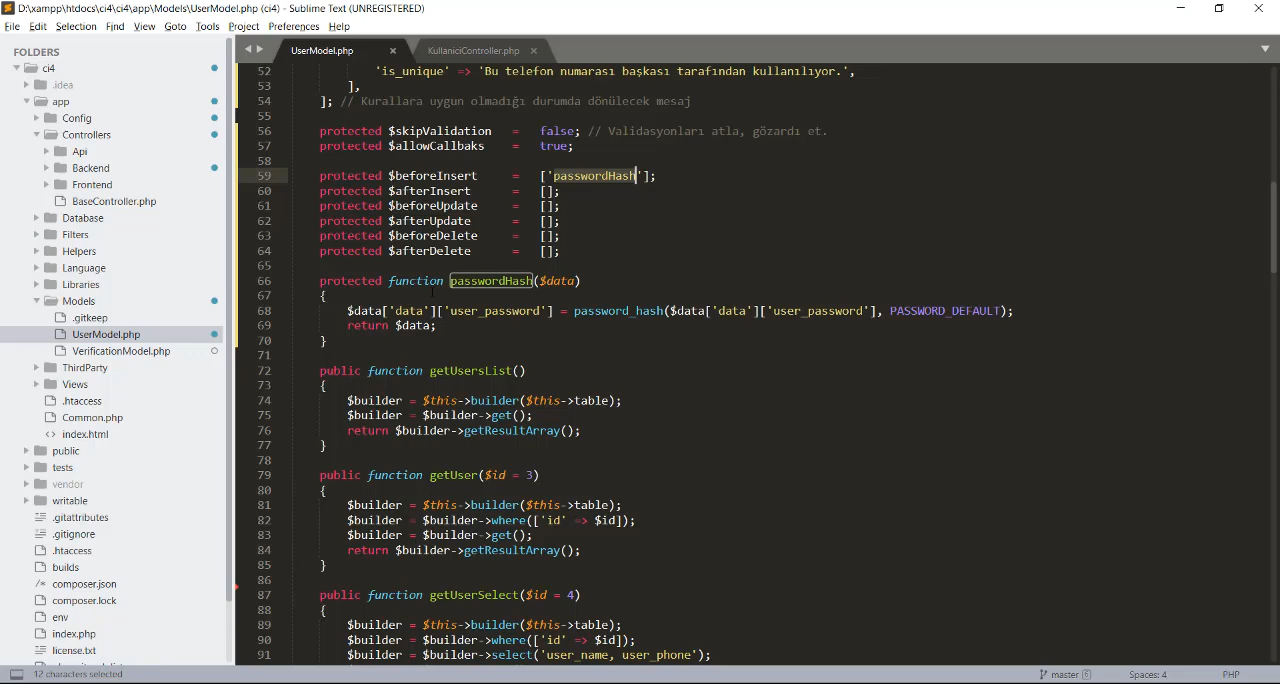 D:\xampp\htdocs\ci4\ci4\app\Models\UserModel.php (ci4) - Sublime Text (UNREGISTERED)
File Edit Selection Find View Goto Tools Project Preferences Help
FOLDERS
ci4
.idea
app
Config
Controllers
Api
Backend
Frontend
BaseController.php
Database
Filters
Helpers
Language
Libraries
Models
.gitkeep
UserModel.php
VerificationModel.php
ThirdParty
Views
.htaccess
Common.php
index.html
public
tests
vendor
writable
.gitattributes
.gitignore
.htaccess
builds
composer.json
composer.lock
env
index.php
license.txt
UserModel.php × KullaniciController.php ×
52 'is_unique' => 'Bu telefon numarası başkası tarafından kullanılıyor.',
53 ],
54 ]; // Kurallara uygun olmadığı durumda dönülecek mesaj
55
56 protected $skipValidation = false; // Validasyonları atla, gözardı et.
57 protected $allowCallbaks = true;
58
59 protected $beforeInsert = ['passwordHash'];
60 protected $afterInsert = [];
61 protected $beforeUpdate = [];
62 protected $afterUpdate = [];
63 protected $beforeDelete = [];
64 protected $afterDelete = [];
65
66 protected function passwordHash($data)
67 {
68 $data['data']['user_password'] = password_hash($data['data']['user_password'], PASSWORD_DEFAULT);
69 return $data;
70 }
71
72 public function getUsersList()
73 {
74 $builder = $this->builder($this->table);
75 $builder = $builder->get();
76 return $builder->getResultArray();
77 }
78
79 public function getUser($id = 3)
80 {
81 $builder = $this->builder($this->table);
82 $builder = $builder->where(['id' => $id]);
83 $builder = $builder->get();
84 return $builder->getResultArray();
85 }
86
87 public function getUserSelect($id = 4)
88 {
89 $builder = $this->builder($this->table);
90 $builder = $builder->where(['id' => $id]);
91 $builder = $builder->select('user_name, user_phone');
12 characters selected
master 6 Spaces: 4 PHP